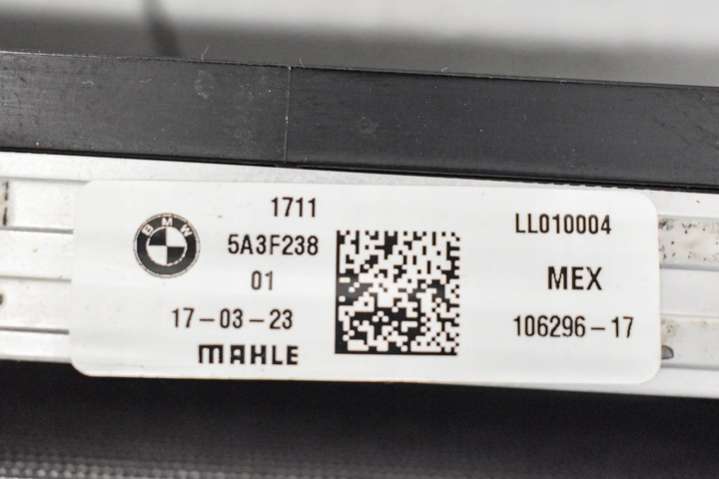 1711
BMW
5A3F238
01
17-03-23
MAHLE
LL010004
MEX
106296-17